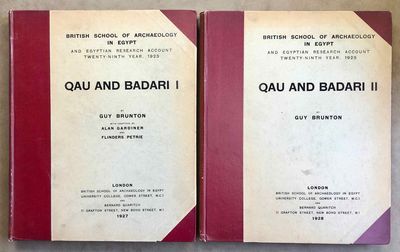 BRITISH SCHOOL OF ARCHAEOLOGY
IN EGYPT
AND EGYPTIAN RESEARCH ACCOUNT
TWENTY-NINTH YEAR, 1923
QAU AND BADARI I
BY
GUY BRUNTON
WITH CHAPTERS BY
ALAN GARDINER
AND
FLINDERS PETRIE
LONDON
BRITISH SCHOOL OF ARCHAEOLOGY IN EGYPT
UNIVERSITY COLLEGE, GOWER STREET, W.C.1
AND
BERNARD QUARITCH
11 GRAFTON STREET, NEW BOND STREET, W.1
1927
BRITISH SCHOOL OF ARCHAEOLOGY
IN EGYPT
AND EGYPTIAN RESEARCH ACCOUNT
TWENTY-NINTH YEAR, 1923
QAU AND BADARI II
BY
GUY BRUNTON
LONDON
BRITISH SCHOOL OF ARCHAEOLOGY IN EGYPT
UNIVERSITY COLLEGE, GOWER STREET, W.C.1
AND
BERNARD QUARITCH
11 GRAFTON STREET, NEW BOND STREET, W.1
1928